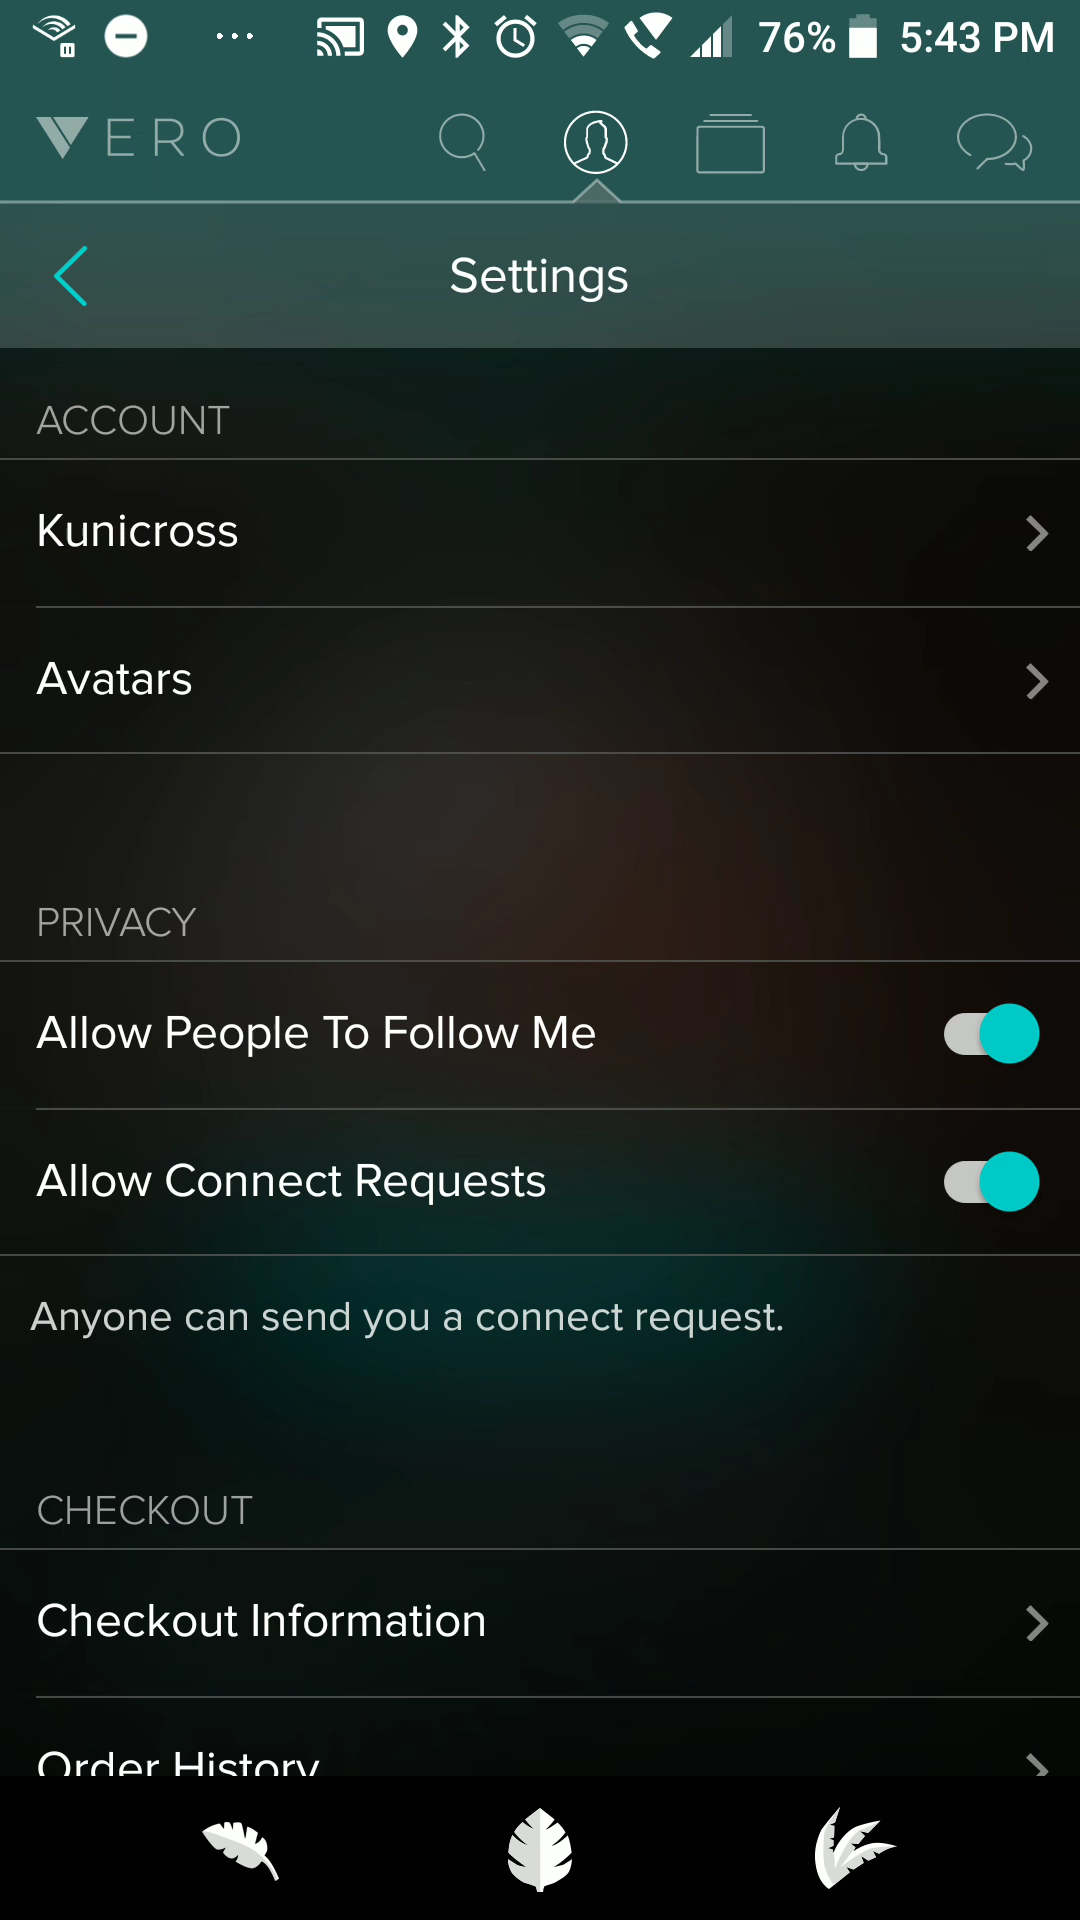 76% 5:43 PM
VERO
Settings
ACCOUNT
Kunicross
Avatars
PRIVACY
Allow People To Follow Me
Allow Connect Requests
Anyone can send you a connect request.
CHECKOUT
Checkout Information
Order History